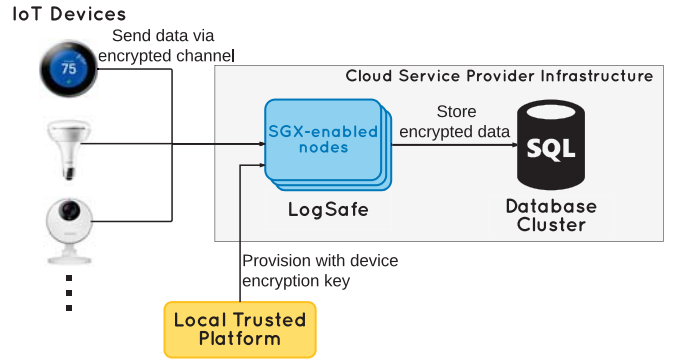 IoT Devices
Send data via
encrypted channel
75
Cloud Service Provider Infrastructure
SGX-enabled
nodes
Store
encrypted data
SQL
LogSafe
Database
Cluster
Provision with device
encryption key
Local Trusted
Platform